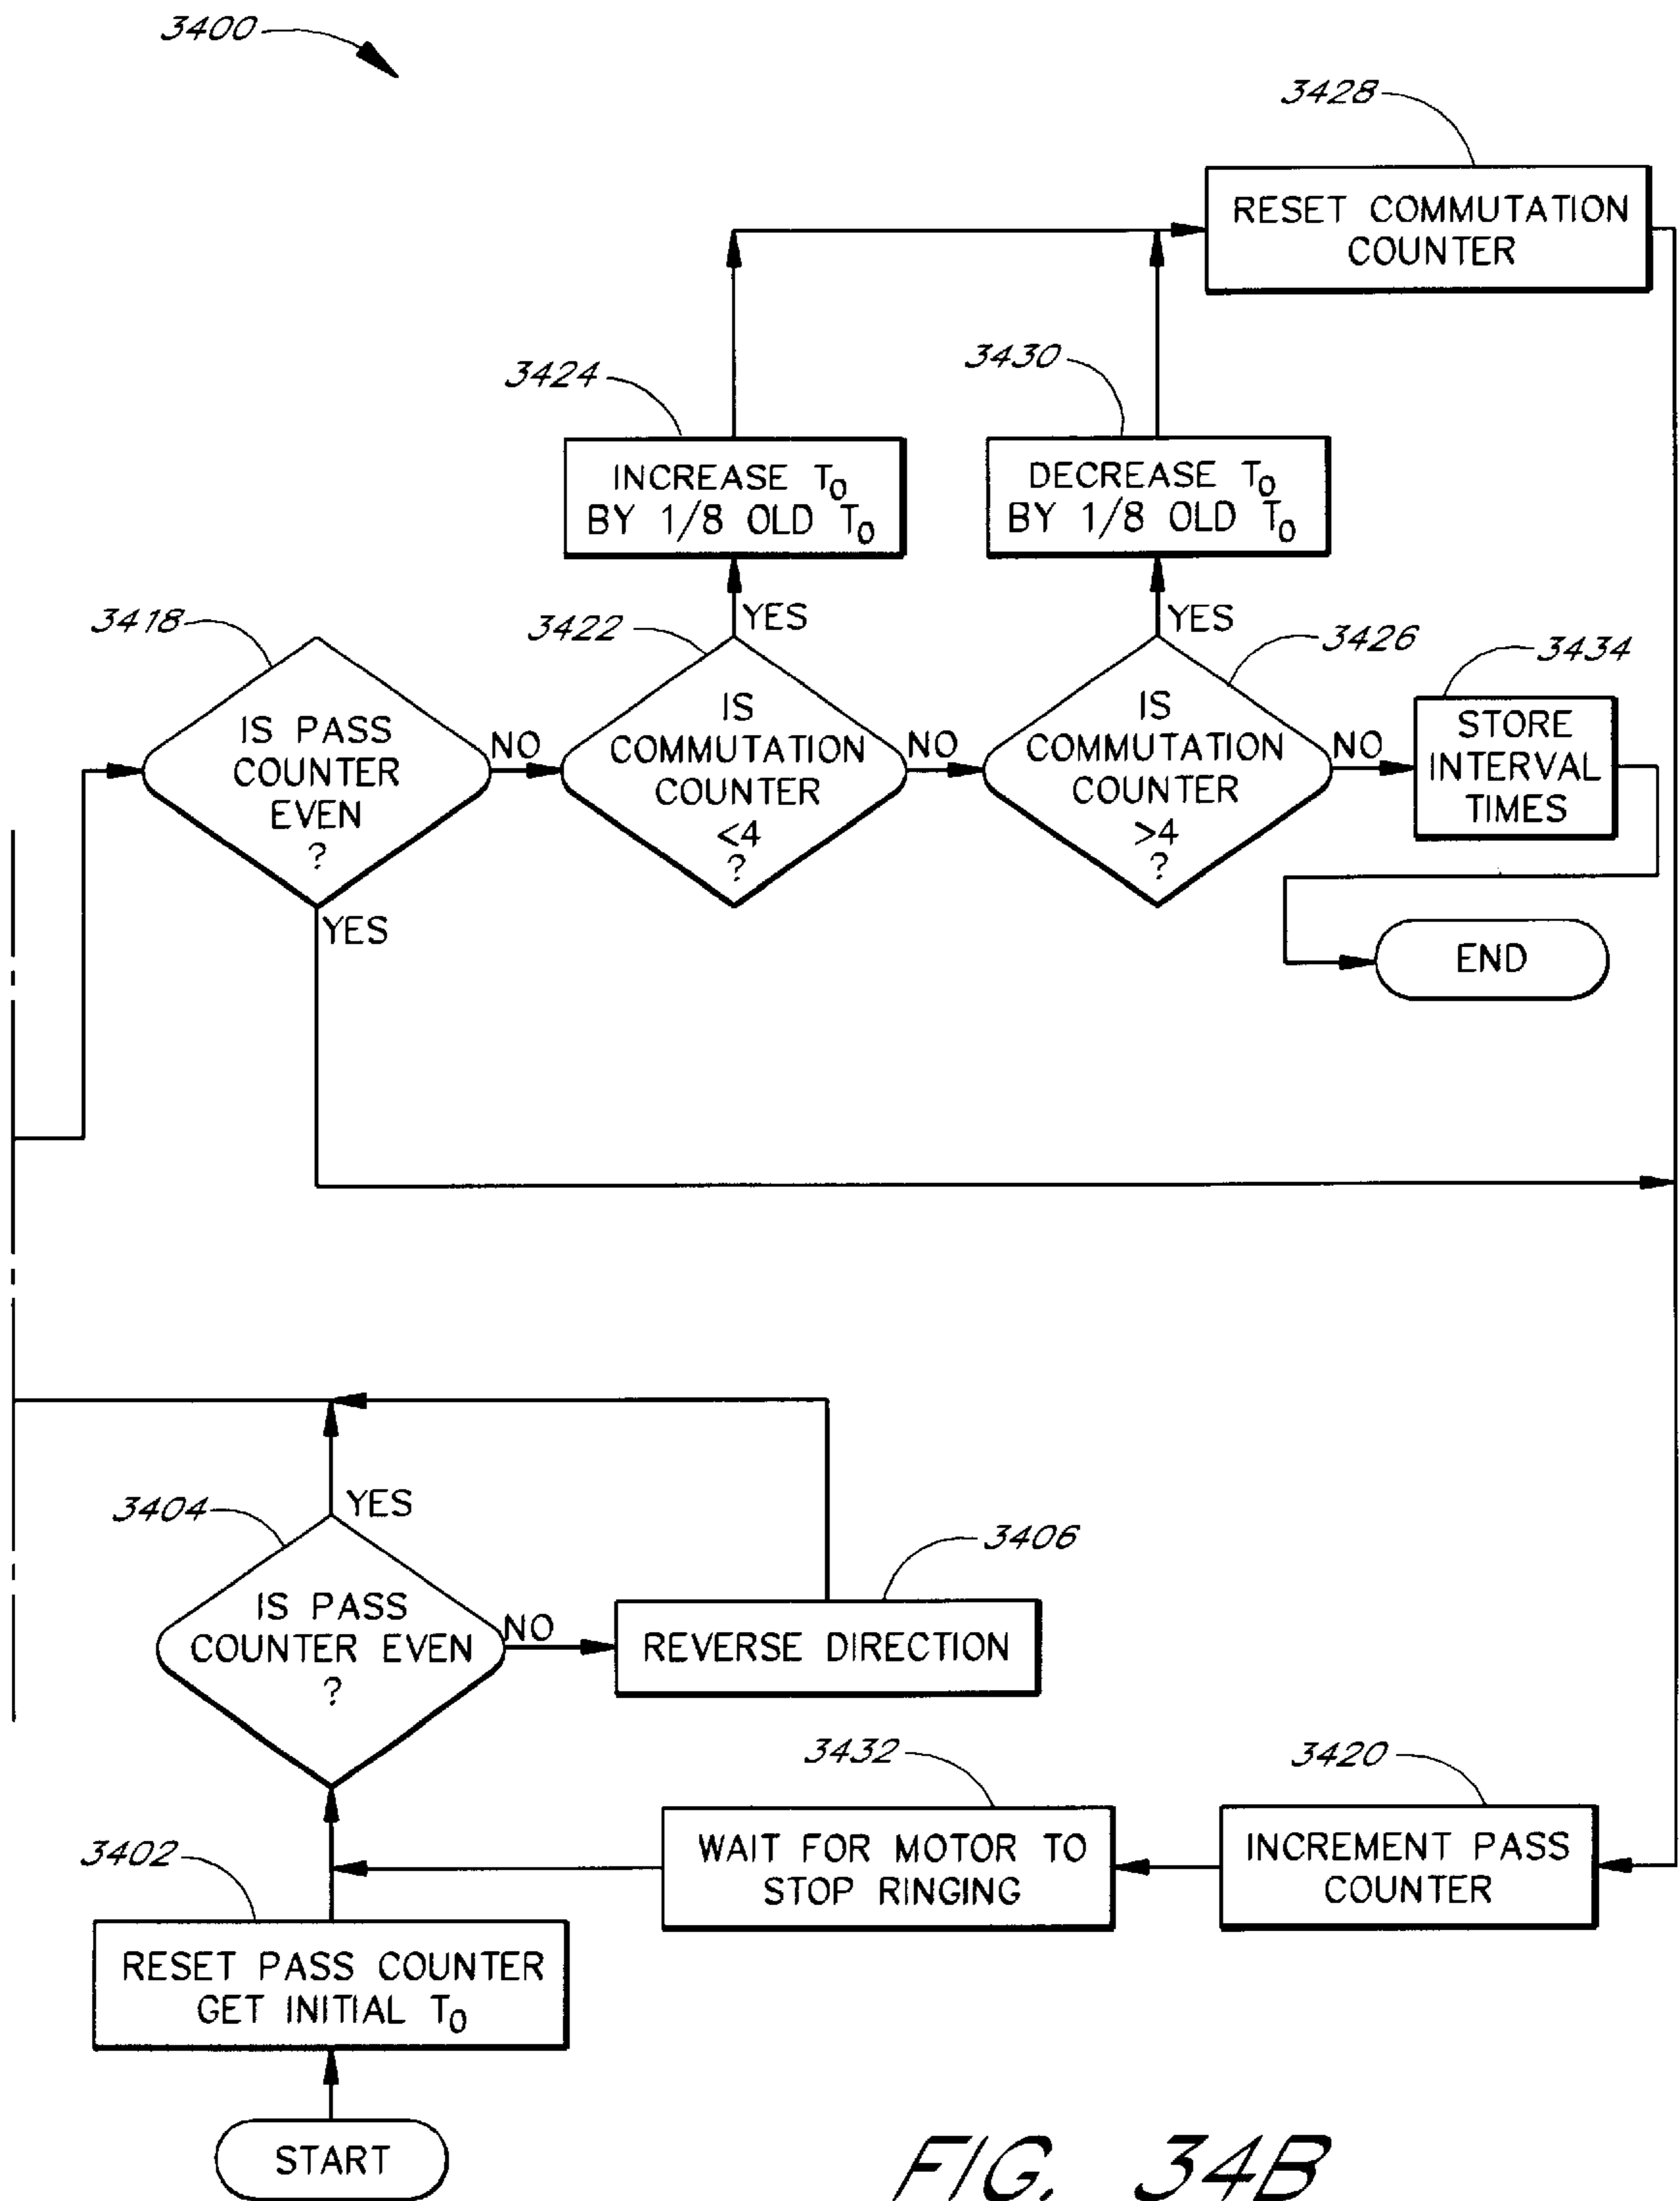 3400
3428
RESET COMMUTATION
COUNTER
3424
3430
INCREASE T0
BY 1/8 OLD T0
DECREASE T0
BY 1/8 OLD T0
3418
3422
YES
YES
3426
3434
IS PASS
COUNTER
EVEN
?
NO
IS
COMMUTATION
COUNTER
<4
?
NO
IS
COMMUTATION
COUNTER
>4
?
NO
STORE
INTERVAL
TIMES
YES
END
3404
YES
3406
IS PASS
COUNTER EVEN
?
NO
REVERSE DIRECTION
3432
3420
3402
WAIT FOR MOTOR TO
STOP RINGING
INCREMENT PASS
COUNTER
RESET PASS COUNTER
GET INITIAL T0
START
FIG. 34B